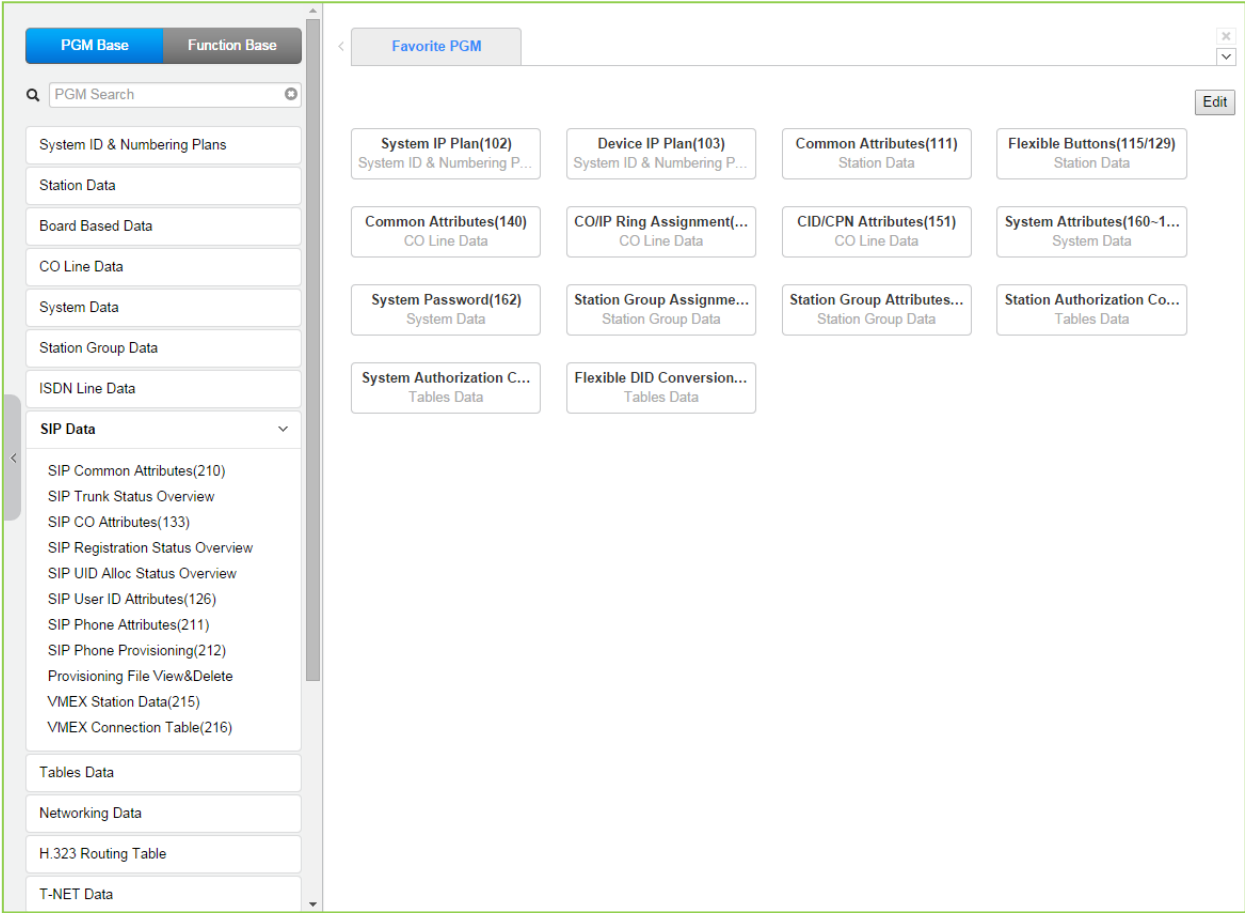 PGM Base
Function Base
PGM Search
System ID & Numbering Plans
Station Data
Board Based Data
CO Line Data
System Data
Station Group Data
ISDN Line Data
SIP Data
SIP Common Attributes(210)
SIP Trunk Status Overview
SIP CO Attributes(133)
SIP Registration Status Overview
SIP UID Alloc Status Overview
SIP User ID Attributes(126)
SIP Phone Attributes(211)
SIP Phone Provisioning(212)
Provisioning File View&Delete
VMEX Station Data(215)
VMEX Connection Table(216)
Tables Data
Networking Data
H.323 Routing Table
T-NET Data
Favorite PGM
Edit
System IP Plan(102)
System ID & Numbering P...
Device IP Plan(103)
System ID & Numbering P...
Common Attributes(111)
Station Data
Flexible Buttons(115/129)
Station Data
Common Attributes(140)
CO Line Data
CO/IP Ring Assignment(...
CO Line Data
CID/CPN Attributes(151)
CO Line Data
System Attributes(160~1...
System Data
System Password(162)
System Data
Station Group Assignme...
Station Group Data
Station Group Attributes...
Station Group Data
Station Authorization Co...
Tables Data
System Authorization C...
Tables Data
Flexible DID Conversion...
Tables Data